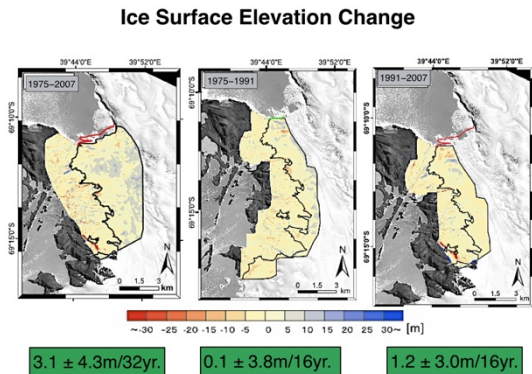 Ice Surface Elevation Change
39°44'0"E 39°52'0"E
39°44'0"E 39°52'0"E
39°44'0"E 39°52'0"E
1975-2007
1975-1991
1991-2007
69°10'0"S
69°15'0"S
69°10'0"S
69°15'0"S
69°10'0"S
69°15'0"S
N
0 1.5 3
km
N
0 1.5 3
km
N
0 1.5 3
km
~-30 -25 -20 -15 -10 -5 0 5 10 15 20 25 30~ [m]
3.1 ± 4.3m/32yr.
0.1 ± 3.8m/16yr.
1.2 ± 3.0m/16yr.